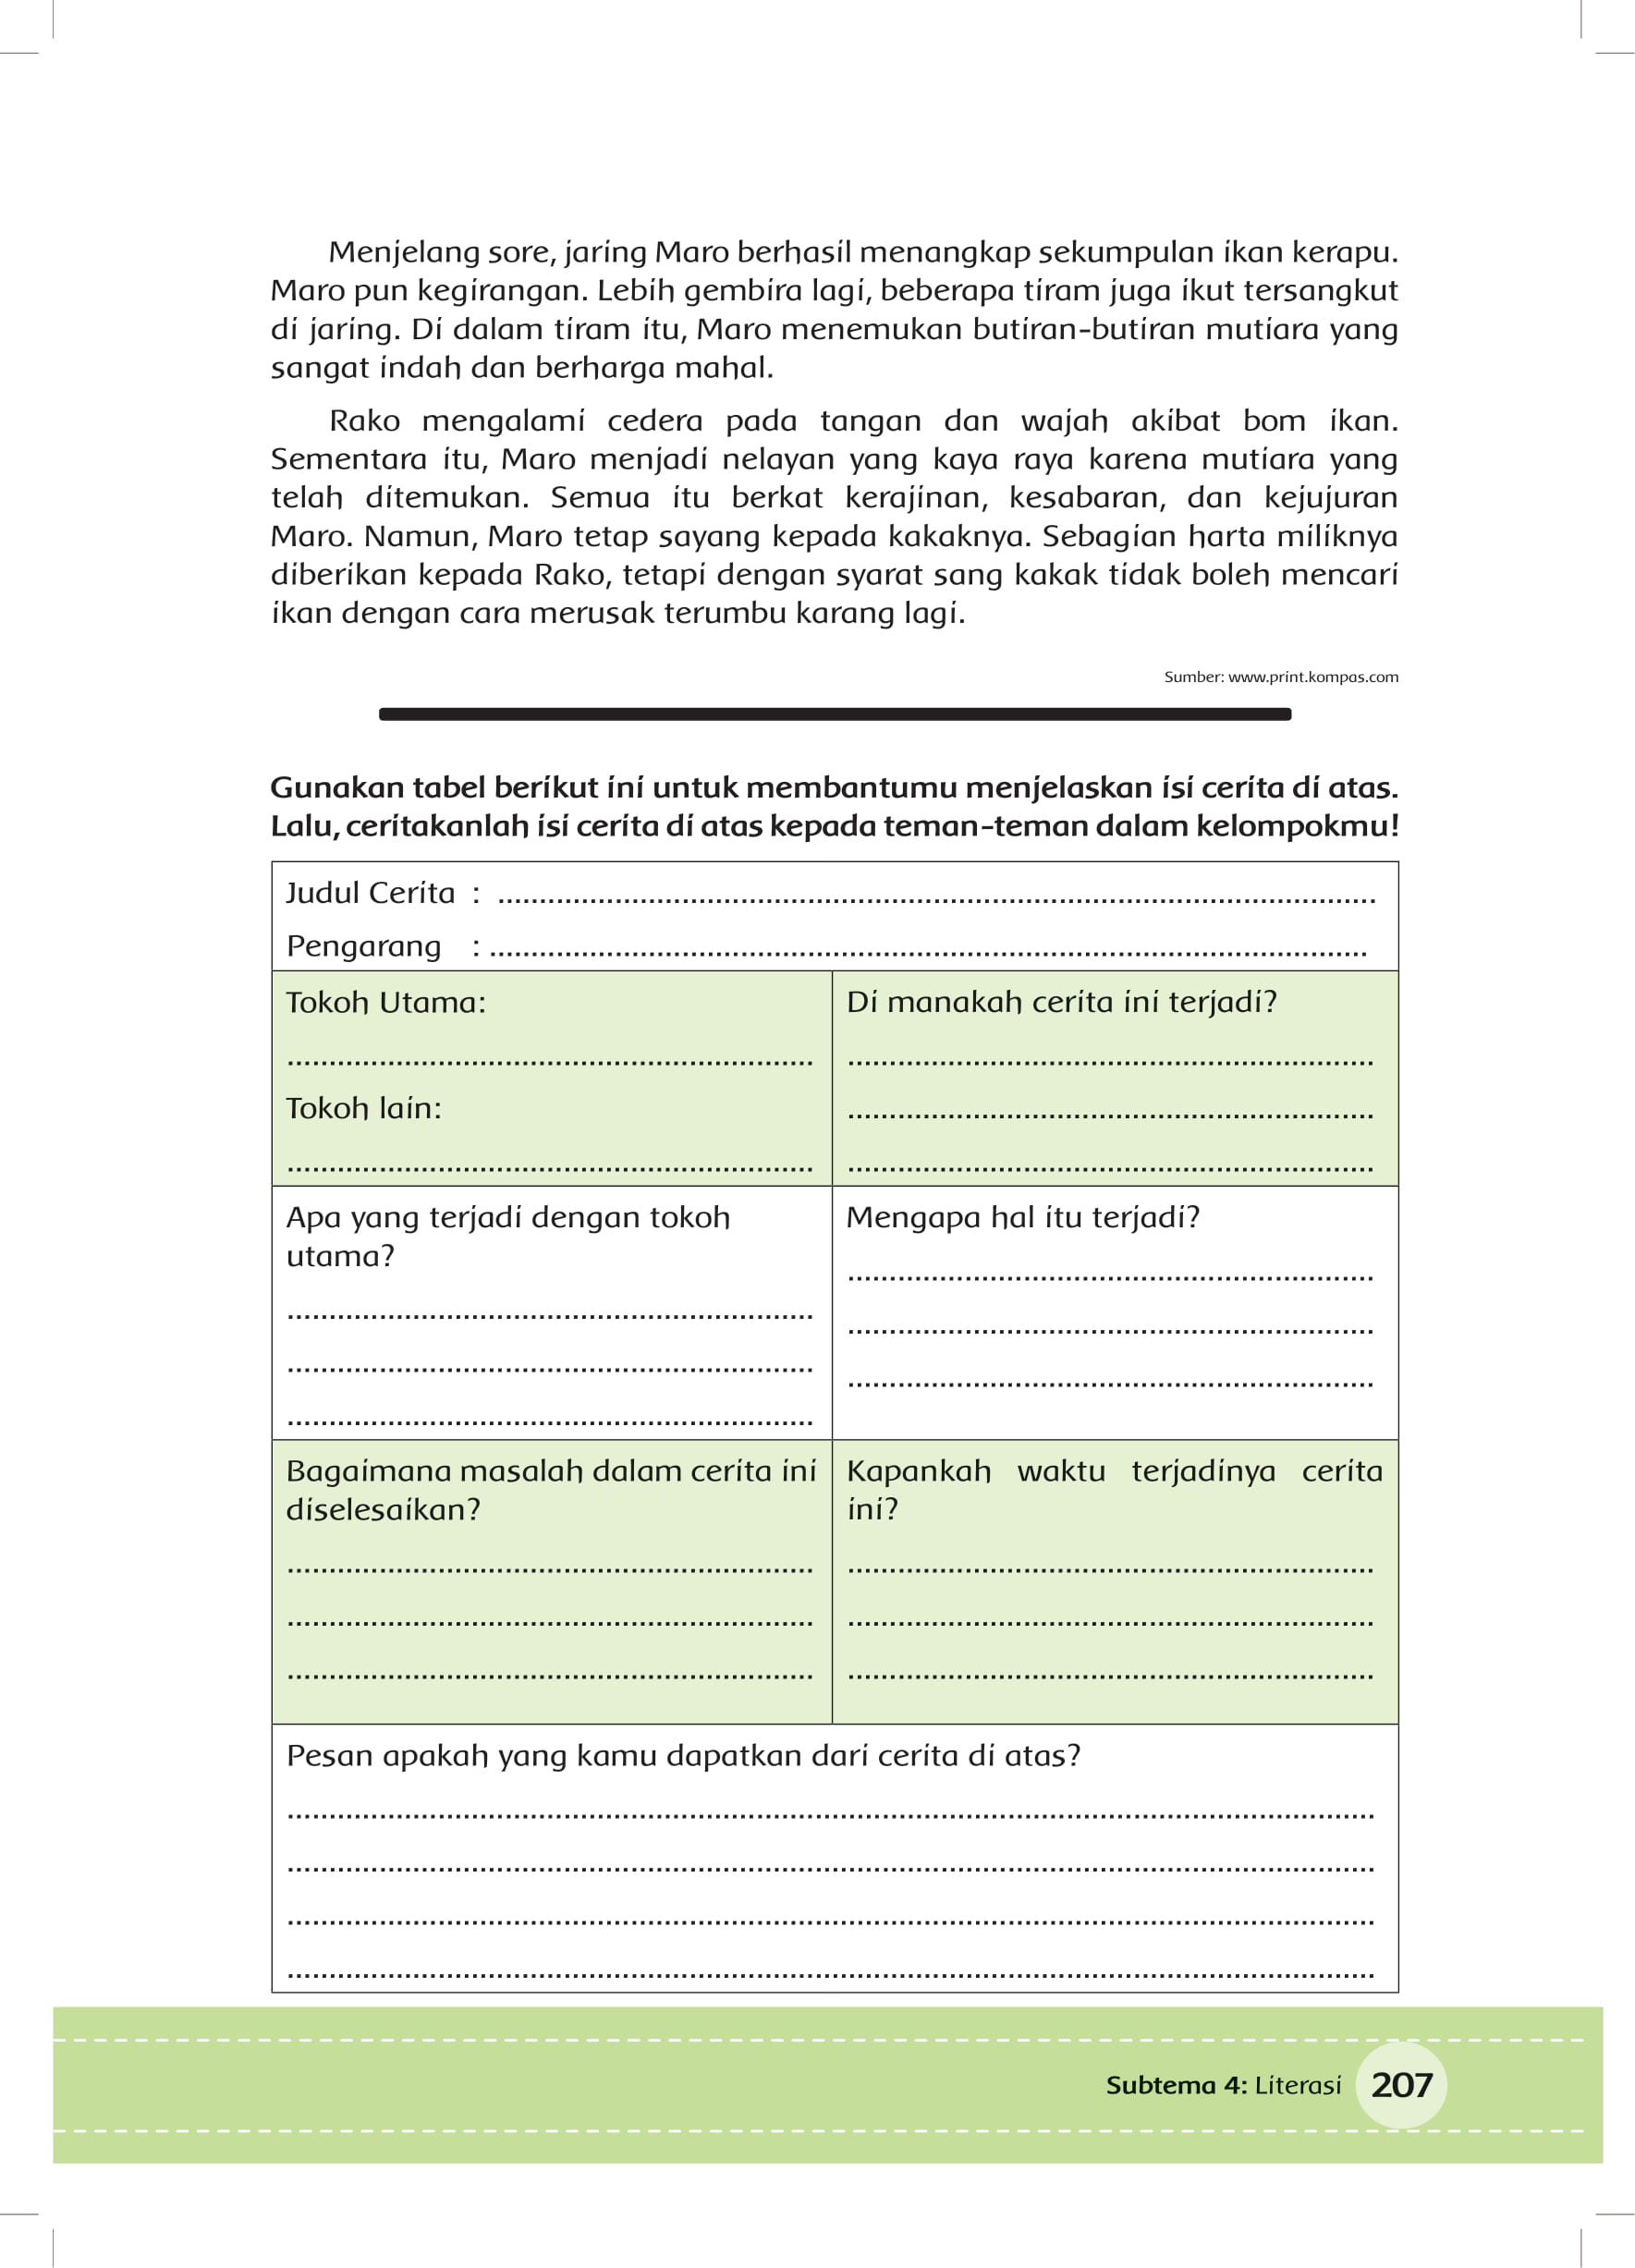 Menjelang sore, jaring Maro berhasil menangkap sekumpulan ikan kerapu.
Maro pun kegirangan. Lebih gembira lagi, beberapa tiram juga ikut tersangkut
di jaring. Di dalam tiram itu, Maro menemukan butiran-butiran mutiara yang
sangat indah dan berharga mahal.
Rako mengalami cedera pada tangan dan wajah akibat bom ikan.
Sementara itu, Maro menjadi nelayan yang kaya raya karena mutiara yang
telah ditemukan. Semua itu berkat kerajinan, kesabaran, dan kejujuran
Maro. Namun, Maro tetap sayang kepada kakaknya. Sebagian harta miliknya
diberikan kepada Rako, tetapi dengan syarat sang kakak tidak boleh mencari
ikan dengan cara merusak terumbu karang lagi.
Sumber: www.print.kompas.com
Gunakan tabel berikut ini untuk membantumu menjelaskan isi cerita di atas.
Lalu, ceritakanlah isi cerita di atas kepada teman-teman dalam kelompokmu!
Judul Cerita : ..........
Pengarang : ..........
Tokoh Utama:
..........
Tokoh lain:
..........
Di manakah cerita ini terjadi?
..........
..........
..........
Apa yang terjadi dengan tokoh
utama?
..........
..........
..........
Mengapa hal itu terjadi?
..........
..........
..........
Bagaimana masalah dalam cerita ini
diselesaikan?
..........
..........
..........
Kapankah waktu terjadinya cerita
ini?
..........
..........
..........
Pesan apakah yang kamu dapatkan dari cerita di atas?
..........
..........
..........
..........
Subtema 4: Literasi 207